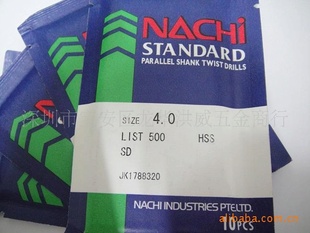 NACHI
STANDARD
PARALLEL SHANK TWIST DRILLS
SIZE 4.0
LIST 500 HSS
SD
JK1788320
NACHI INDUSTRIES PTE.LTD.
10PCS